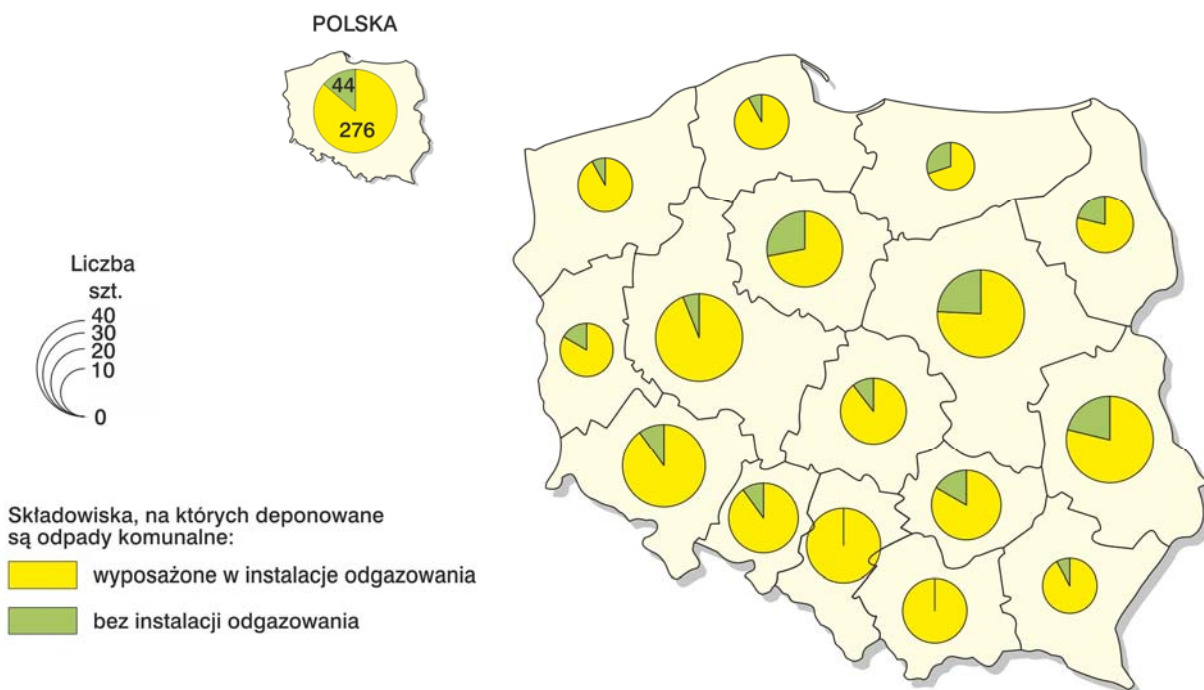 POLSKA
44
276
Liczba
szt.
40
30
20
10
0
Składowiska, na których deponowane
są odpady komunalne:
wyposażone w instalacje odgazowania
bez instalacji odgazowania